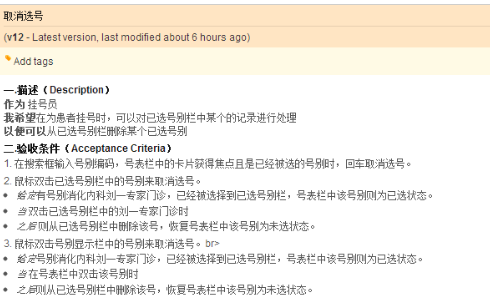 取消选号
(v12 - Latest version, last modified about 6 hours ago)
Add tags
一.描述（Description）
作为 挂号员
我希望在为患者挂号时，可以对已选号别栏中某个的记录进行处理
以便可以从已选号别栏删除某个已选号别
二.验收条件（Acceptance Criteria）
1. 在搜索框输入号别编码，号表栏中的卡片获得焦点且是已经被选的号别时，回车取消选号。
2. 鼠标双击已选号别栏中的号别来取消选号。
• 给定有号别消化内科刘一专家门诊，已经被选择到已选号别栏，号表栏中该号别则为已选状态。
• 当双击已选号别栏中的刘一专家门诊时
• 之后则从已选号别栏中删除该号，恢复号表栏中该号别为未选状态。
3. 鼠标双击号别显示栏中的号别来取消选号。br>
• 给定号别消化内科刘一专家门诊，已经被选择到已选号别栏，号表栏中该号别则为已选状态。
• 当在号表栏中双击该号别时
• 之后则从已选号别栏中删除该号，恢复号表栏中该号别为未选状态。